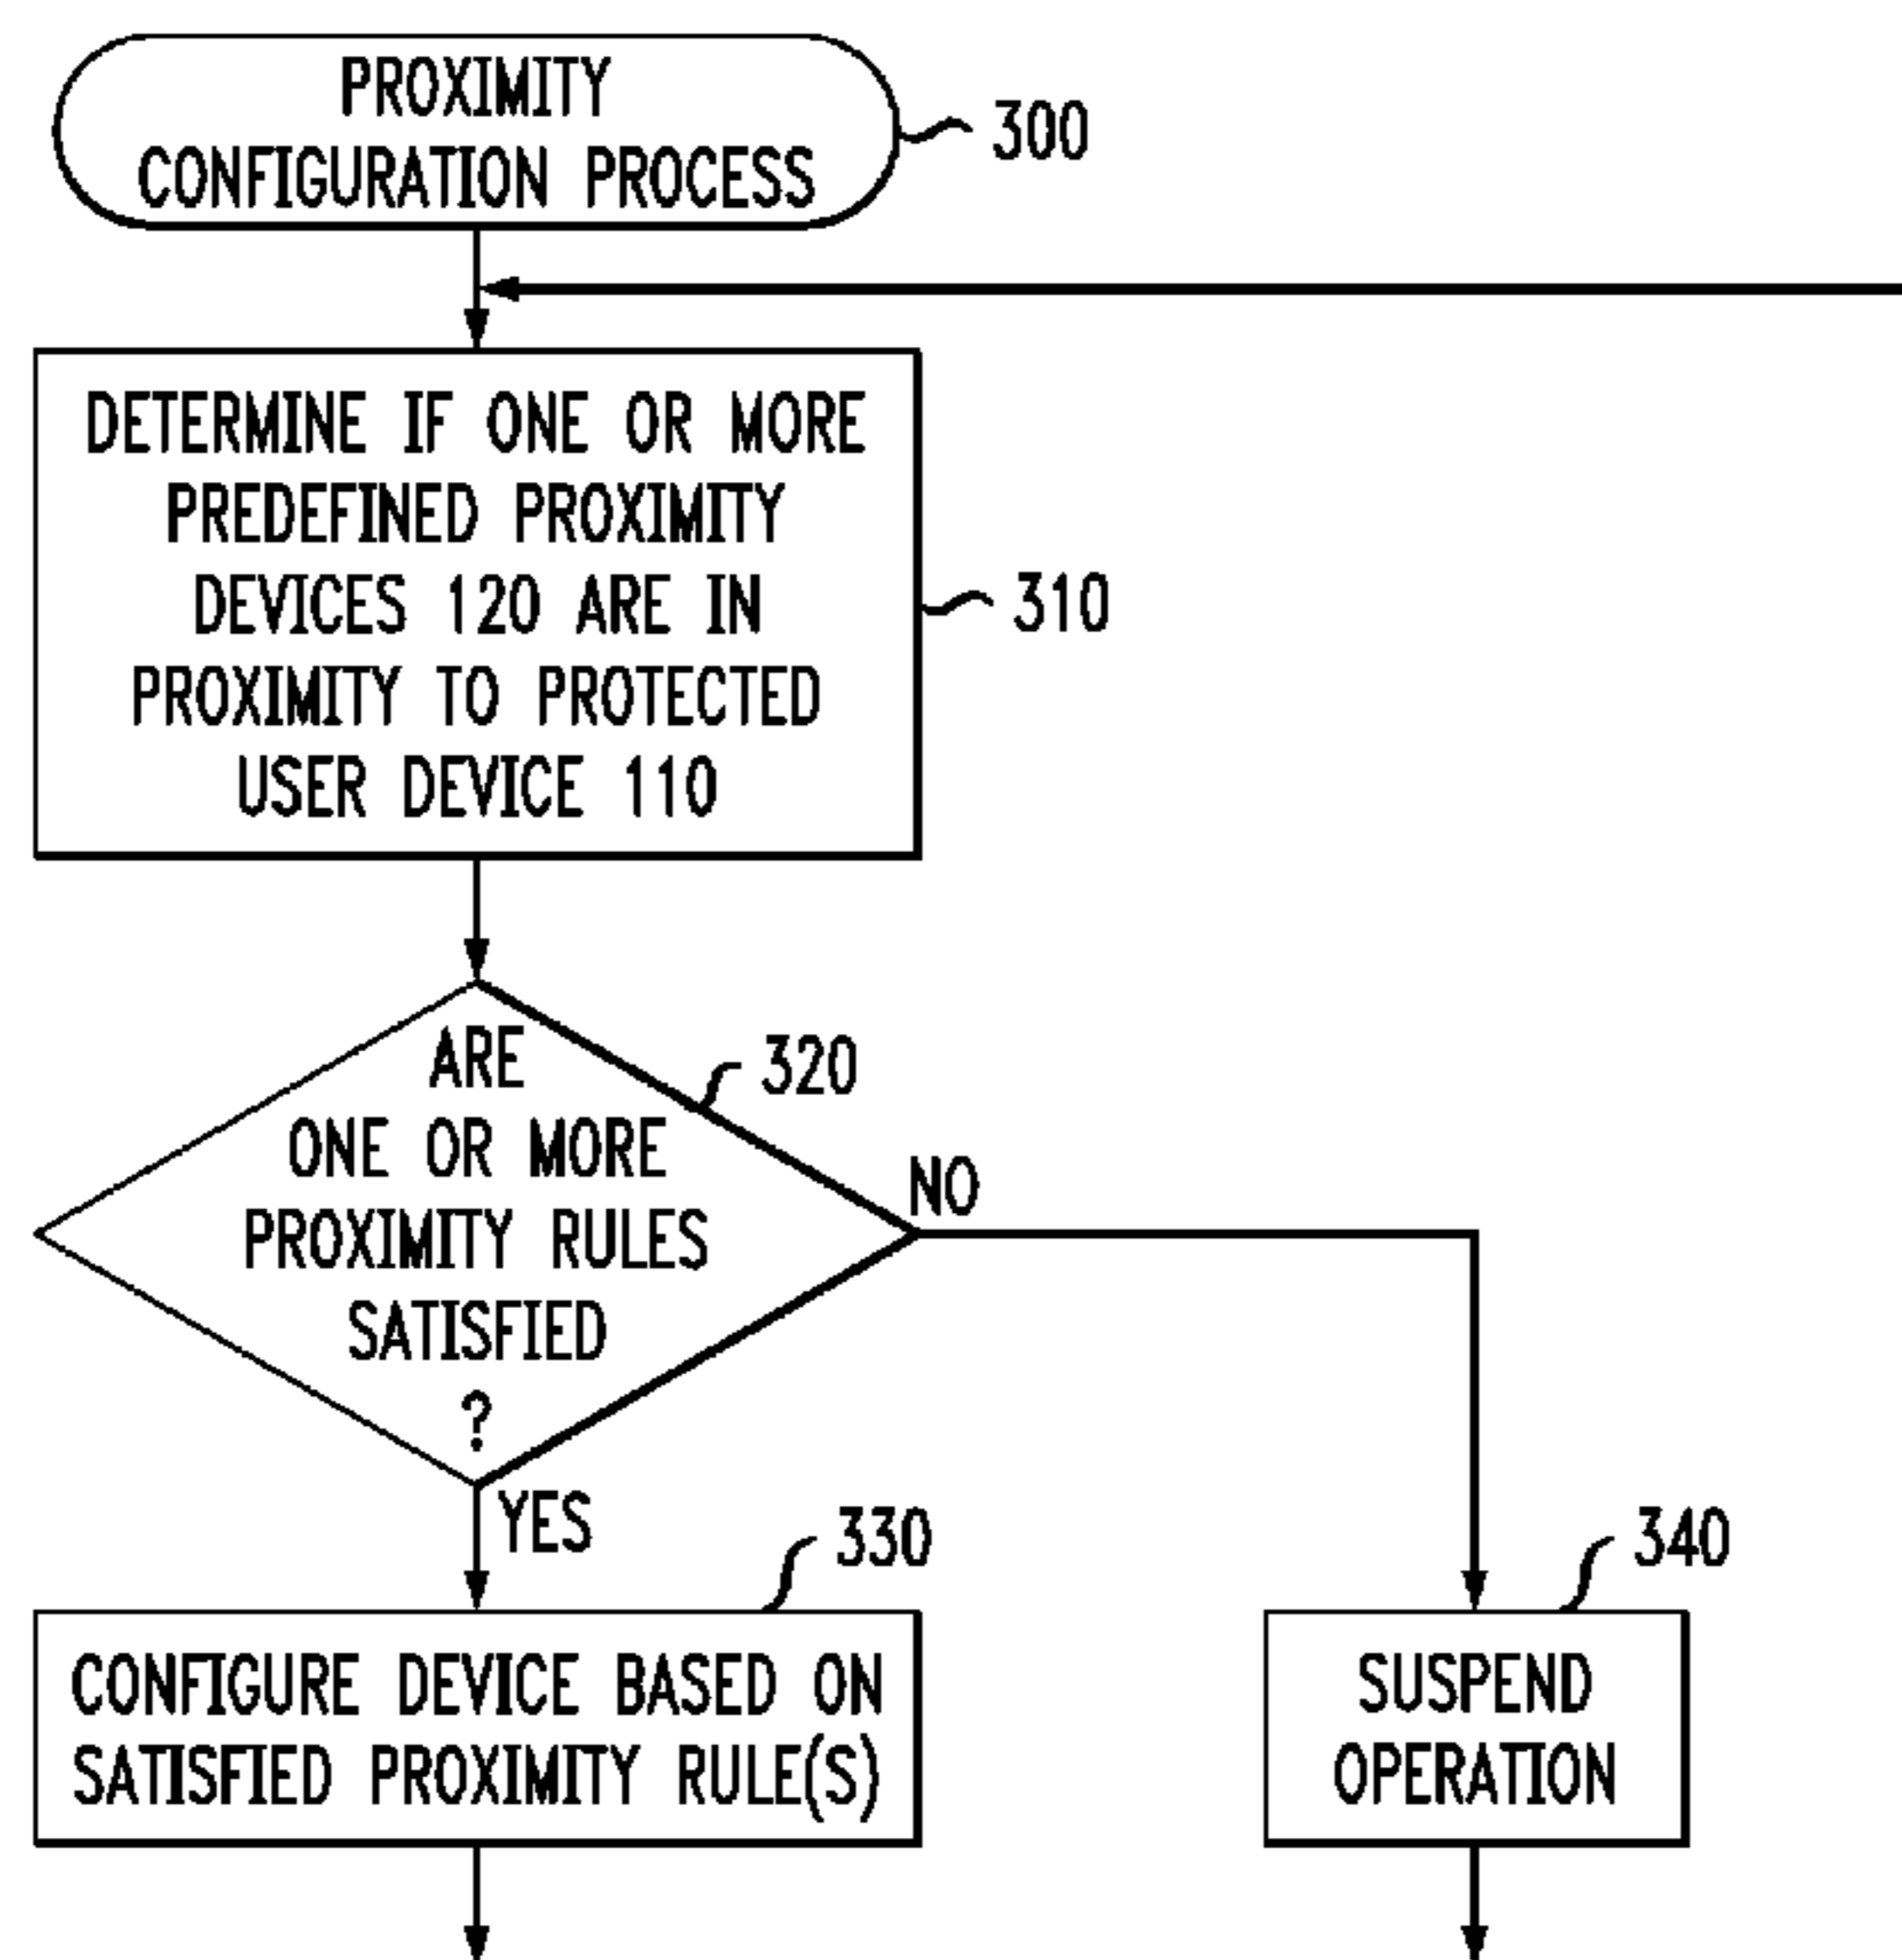 PROXIMITY
CONFIGURATION PROCESS
300
DETERMINE IF ONE OR MORE
PREDEFINED PROXIMITY
DEVICES 120 ARE IN
PROXIMITY TO PROTECTED
USER DEVICE 110
310
ARE
ONE OR MORE
PROXIMITY RULES
SATISFIED
?
320
NO
YES
330
CONFIGURE DEVICE BASED ON
SATISFIED PROXIMITY RULE(S)
340
SUSPEND
OPERATION